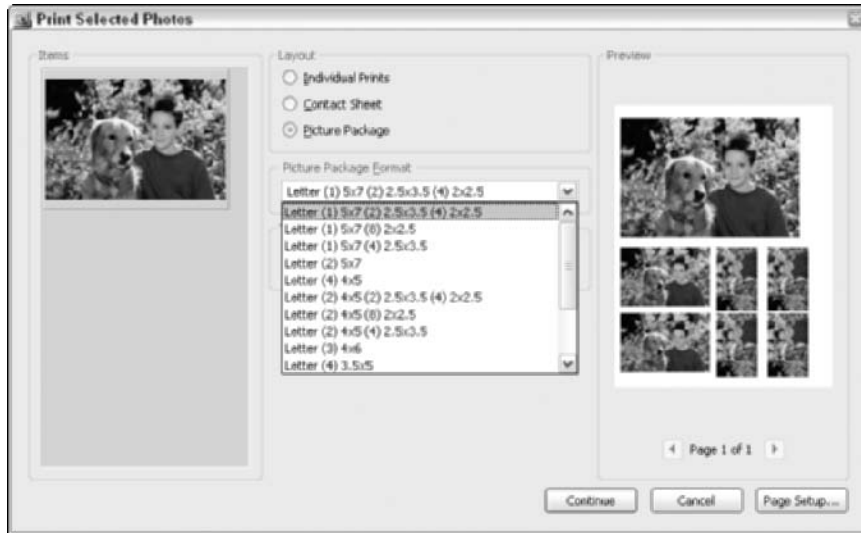 Print Selected Photos
Items
Layout
Individual Prints
Contact Sheet
Picture Package
Picture Package Format
Letter (1) 5x7 (2) 2.5x3.5 (4) 2x2.5
Letter (1) 5x7 (2) 2.5x3.5 (4) 2x2.5
Letter (1) 5x7 (8) 2x2.5
Letter (1) 5x7 (4) 2.5x3.5
Letter (2) 5x7
Letter (4) 4x5
Letter (2) 4x5 (2) 2.5x3.5 (4) 2x2.5
Letter (2) 4x5 (8) 2x2.5
Letter (2) 4x5 (4) 2.5x3.5
Letter (3) 4x6
Letter (4) 3.5x5
Preview
Page 1 of 1
Continue
Cancel
Page Setup...